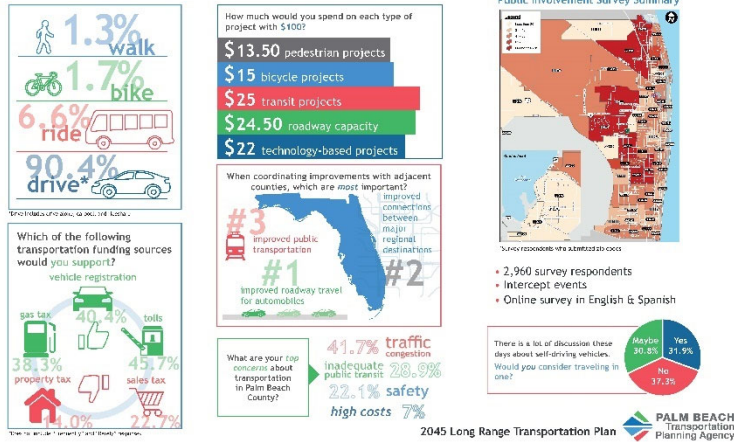 Public Involvement Survey Summary
1.3%
walk
1.7%
bike
6.6%
ride
90.4%
drive*
How much would you spend on each type of
project with $100?
$13.50 pedestrian projects
$15 bicycle projects
$25 transit projects
$24.50 roadway capacity
$22 technology-based projects
When coordinating improvements with adjacent
counties, which are most important?
#3
improved public
transportation
#1
improved roadway travel
for automobiles
improved
connections
between
major
regional
destinations
#2
Which of the following
transportation funding sources
would you support?
vehicle registration
40.4%
gas tax
38.3%
tolls
45.7%
property tax
14.0%
sales tax
22.7%
What are your top
concerns about
transportation
in Palm Beach
County?
41.7% traffic
congestion
inadequate
public transit 28.9%
22.1% safety
high costs 7%
• 2,960 survey respondents
• Intercept events
• Online survey in English & Spanish
There is a lot of discussion these
days about self-driving vehicles.
Would you consider traveling in
one?
Maybe
30.8%
Yes
31.9%
No
37.3%
2045 Long Range Transportation Plan
PALM BEACH
Transportation
Planning Agency